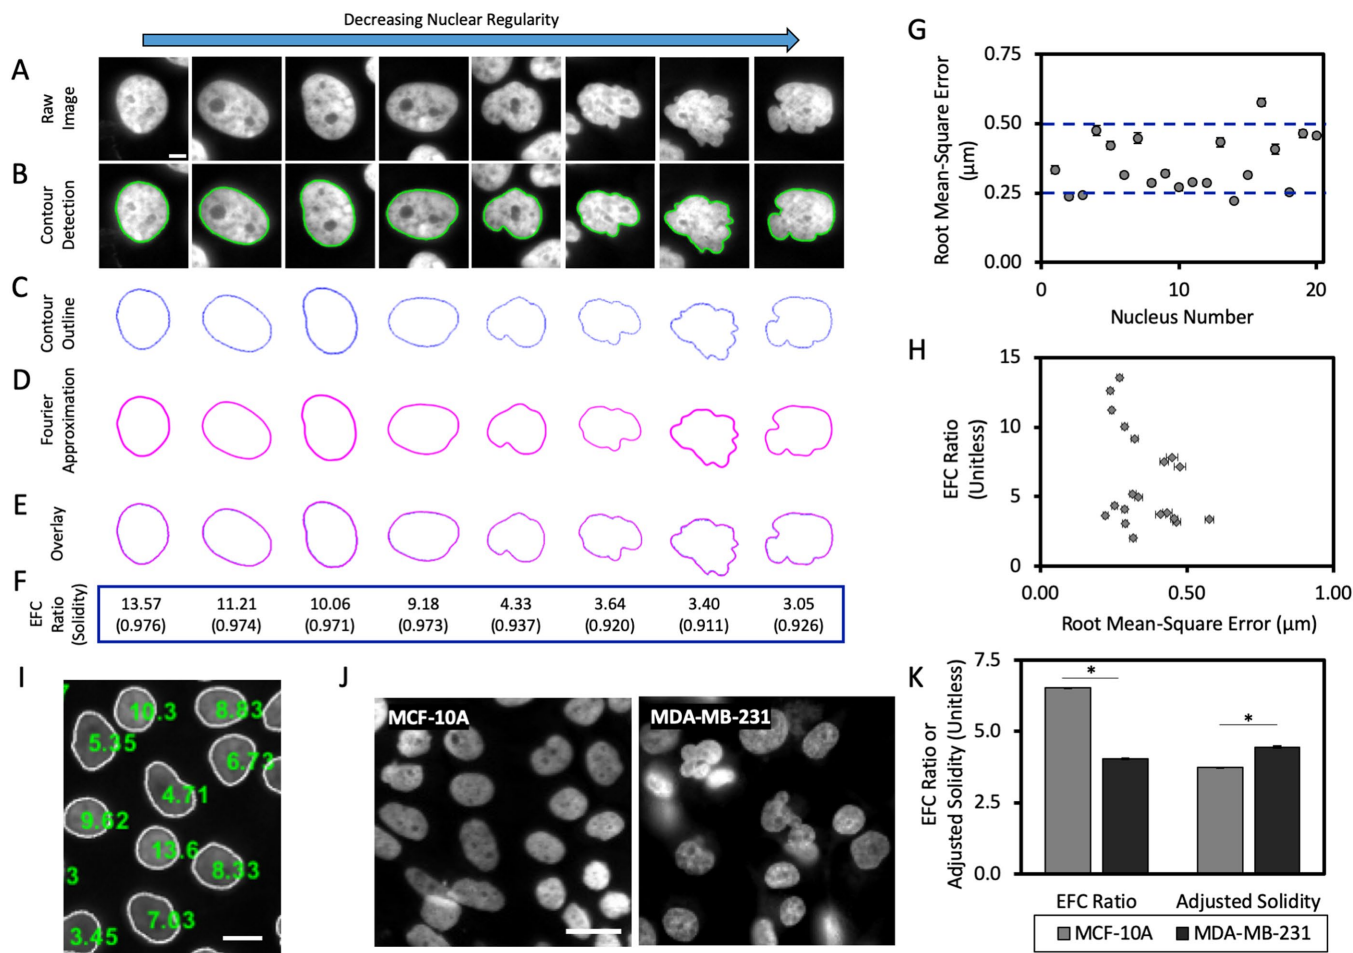 Decreasing Nuclear Regularity
A
Raw
Image
B
Contour
Detection
C
Contour
Outline
D
Fourier
Approximation
E
Overlay
F
EFC
Ratio
(Solidity)
13.57 11.21 10.06 9.18 4.33 3.64 3.40 3.05
(0.976) (0.974) (0.971) (0.973) (0.937) (0.920) (0.911) (0.926)
G
Root Mean-Square Error
(µm)
0.75
0.50
0.25
0.00
0 10 20
Nucleus Number
H
EFC Ratio
(Unitless)
15
10
5
0
0.00 0.50 1.00
Root Mean-Square Error (µm)
I
10.3
8.83
5.35
6.73
4.71
9.62
13.6
8.33
3
7.03
3.45
J
MCF-10A
MDA-MB-231
K
EFC Ratio or
Adjusted Solidity (Unitless)
7.5
5.0
2.5
0.0
*
*
EFC Ratio Adjusted Solidity
MCF-10A MDA-MB-231